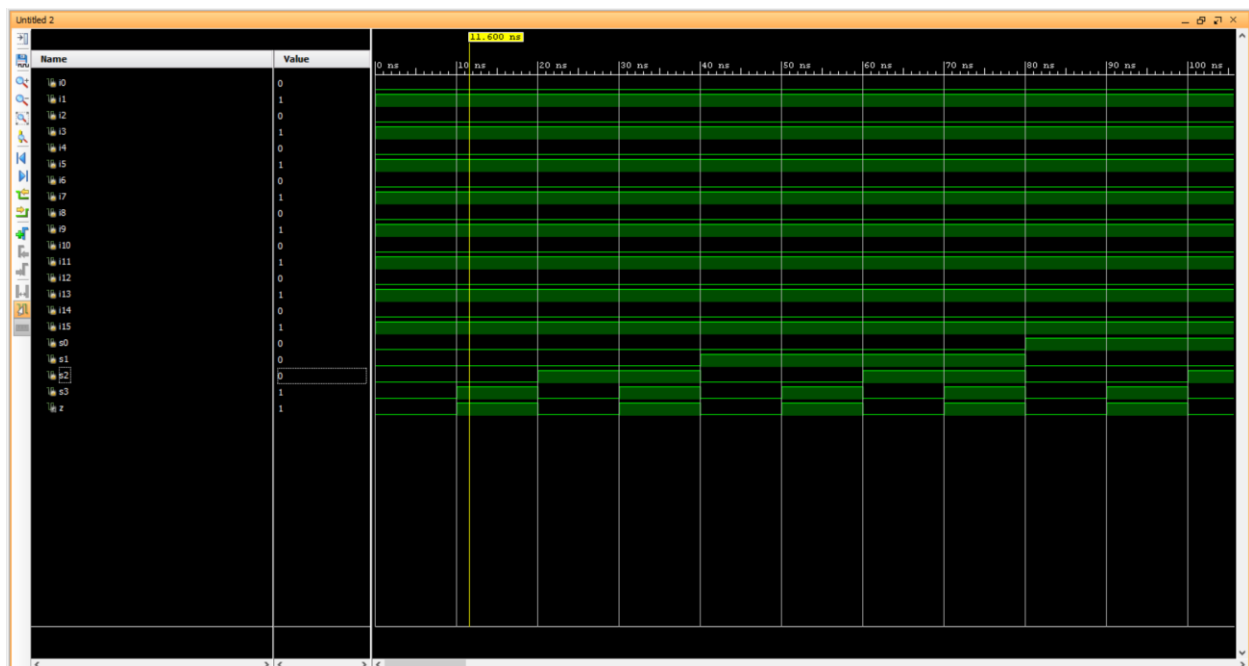 Untitled 2
11.600 ns
Name Value
0 ns 10 ns 20 ns 30 ns 40 ns 50 ns 60 ns 70 ns 80 ns 90 ns 100 ns
i0 0
i1 1
i2 0
i3 1
i4 0
i5 1
i6 0
i7 1
i8 0
i9 1
i10 0
i11 1
i12 0
i13 1
i14 0
i15 1
s0 0
s1 0
s2 0
s3 1
z 1